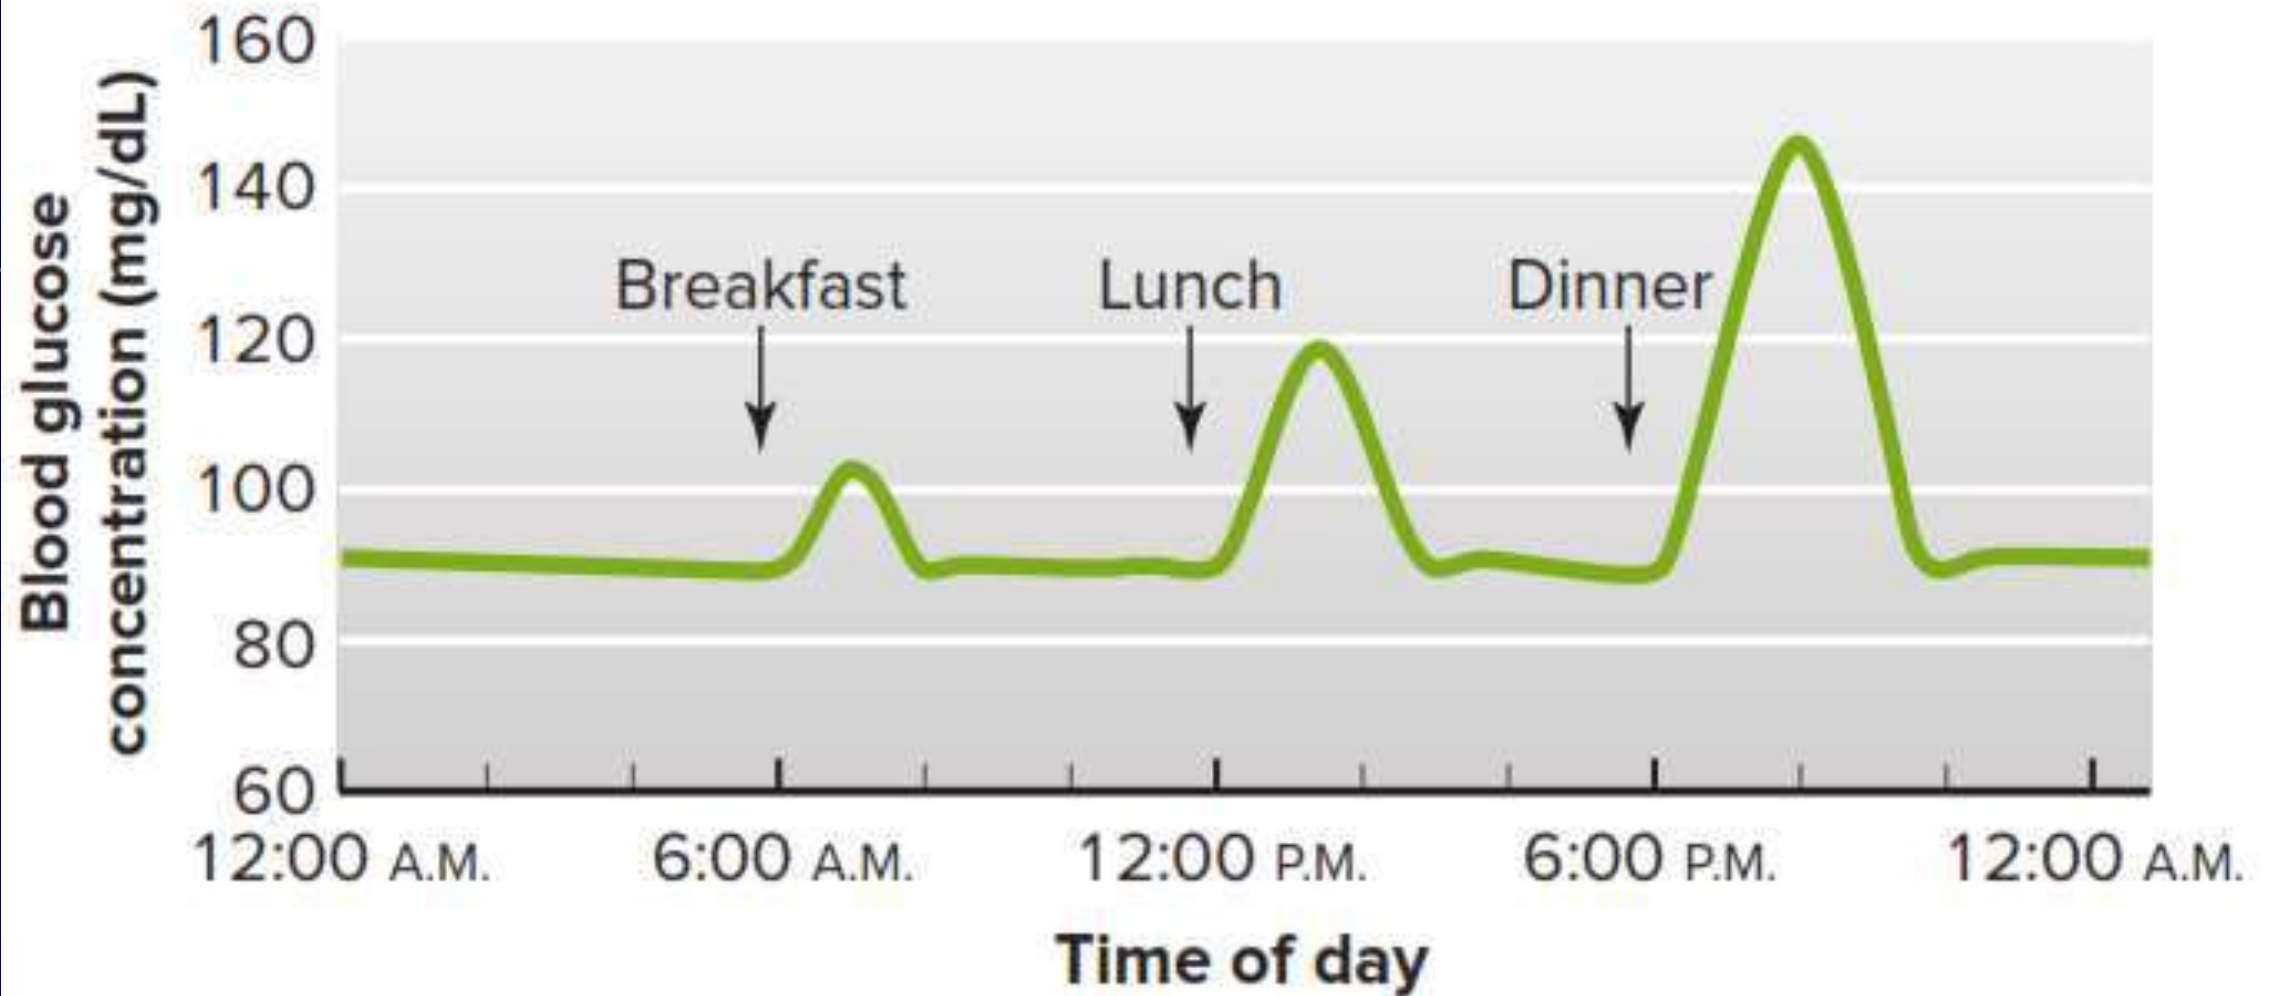 Blood glucose
concentration (mg/dL)
160
140
120
100
80
60
Breakfast
Lunch
Dinner
12:00 A.M.
6:00 A.M.
12:00 P.M.
6:00 P.M.
12:00 A.M.
Time of day